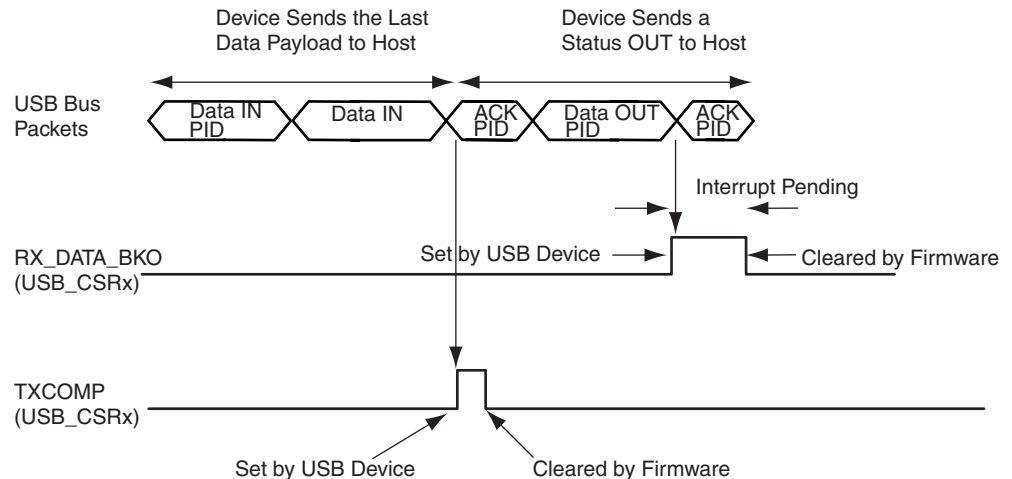 Device Sends the Last
Data Payload to Host
Device Sends a
Status OUT to Host
USB Bus
Packets
Data IN
PID
Data IN
ACK
PID
Data OUT
PID
ACK
PID
Interrupt Pending
RX_DATA_BKO
(USB_CSRx)
Set by USB Device
Cleared by Firmware
TXCOMP
(USB_CSRx)
Set by USB Device
Cleared by Firmware